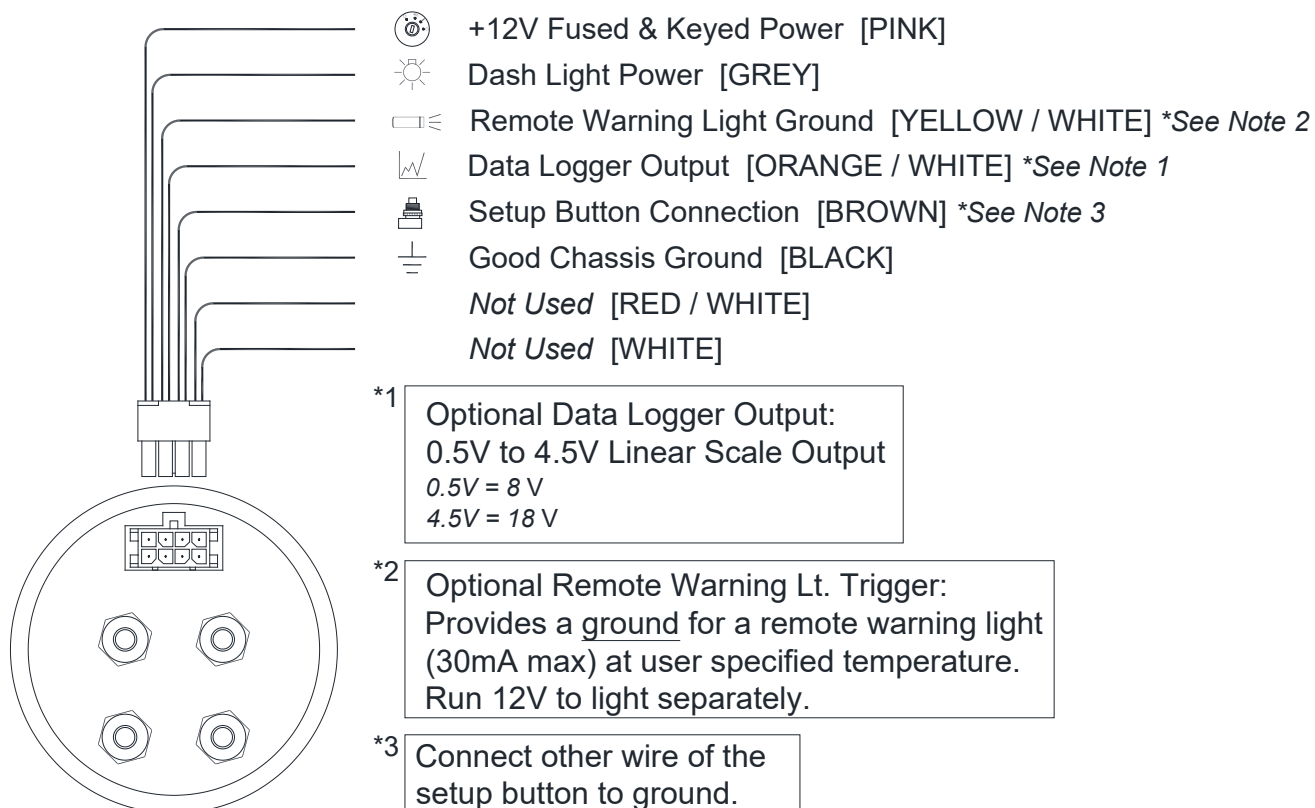 +12V Fused & Keyed Power [PINK]
Dash Light Power [GREY]
Remote Warning Light Ground [YELLOW / WHITE] *See Note 2
Data Logger Output [ORANGE / WHITE] *See Note 1
Setup Button Connection [BROWN] *See Note 3
Good Chassis Ground [BLACK]
Not Used [RED / WHITE]
Not Used [WHITE]
*1
Optional Data Logger Output:
0.5V to 4.5V Linear Scale Output
0.5V = 8 V
4.5V = 18 V
*2
Optional Remote Warning Lt. Trigger:
Provides a ground for a remote warning light
(30mA max) at user specified temperature.
Run 12V to light separately.
*3
Connect other wire of the
setup button to ground.